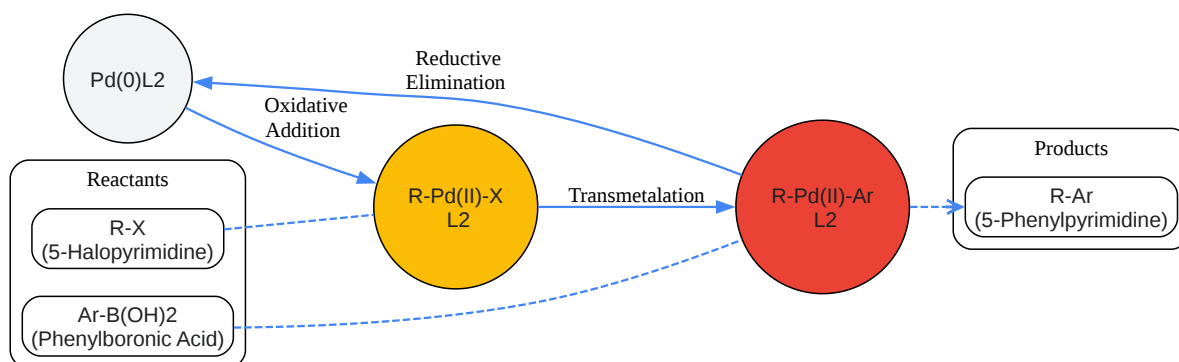 Pd(0)L2
Reductive
Elimination
Oxidative
Addition
Reactants
R-X
(5-Halopyrimidine)
Ar-B(OH)2
(Phenylboronic Acid)
R-Pd(II)-X
L2
Transmetalation
R-Pd(II)-Ar
L2
Products
R-Ar
(5-Phenylpyrimidine)